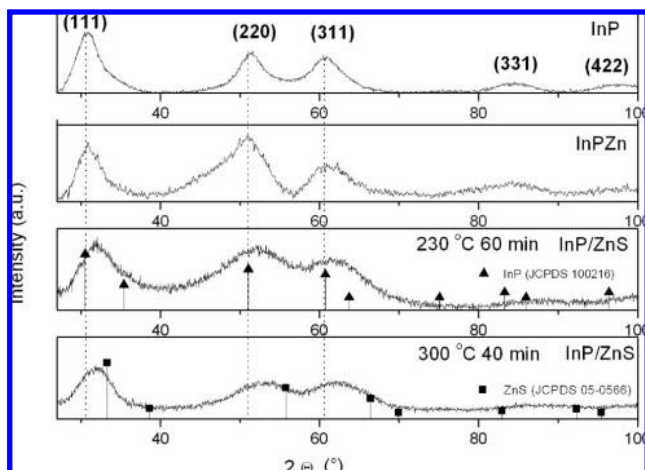 (111)
(220)
(311)
(331)
(422)
InP
40
60
80
100
InPZn
40
60
80
100
230 °C 60 min InP/ZnS
InP (JCPDS 100216)
40
60
80
100
300 °C 40 min InP/ZnS
ZnS (JCPDS 05-0566)
40
60
80
100
Intensity (a.u.)
2 Θ (°)